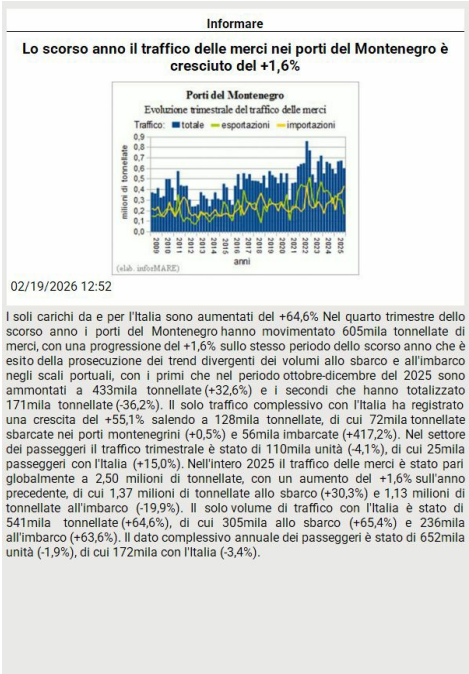 Informare
Lo scorso anno il traffico delle merci nei porti del Montenegro è
cresciuto del +1,6%
Porti del Montenegro
Evoluzione trimestrale del traffico delle merci
Traffico: totale esportazioni importazioni
milioni di tonnellate
0,9
0,8
0,7
0,6
0,5
0,4
0,3
0,2
0,1
0,0
2009 2010 2011 2012 2013 2014 2015 2016 2017 2018 2019 2020 2021 2022 2023 2024 2025
anni
(elab. inforMARE)
02/19/2026 12:52
I soli carichi da e per l'Italia sono aumentati del +64,6% Nel quarto trimestre dello
scorso anno i porti del Montenegro hanno movimentato 605mila tonnellate di
merci, con una progressione del +1,6% sullo stesso periodo dello scorso anno che è
esito della prosecuzione dei trend divergenti dei volumi allo sbarco e all'imbarco
negli scali portuali, con i primi che nel periodo ottobre-dicembre del 2025 sono
ammontati a 433mila tonnellate (+32,6%) e i secondi che hanno totalizzato
171mila tonnellate (-36,2%). Il solo traffico complessivo con l'Italia ha registrato
una crescita del +55,1% salendo a 128mila tonnellate, di cui 72mila tonnellate
sbarcate nei porti montenegrini (+0,5%) e 56mila imbarcate (+417,2%). Nel settore
dei passeggeri il traffico trimestrale è stato di 110mila unità (-4,1%), di cui 25mila
passeggeri con l'Italia (+15,0%). Nell'intero 2025 il traffico delle merci è stato pari
globalmente a 2,50 milioni di tonnellate, con un aumento del +1,6% sull'anno
precedente, di cui 1,37 milioni di tonnellate allo sbarco (+30,3%) e 1,13 milioni di
tonnellate all'imbarco (-19,9%). Il solo volume di traffico con l'Italia è stato di
541mila tonnellate (+64,6%), di cui 305mila allo sbarco (+65,4%) e 236mila
all'imbarco (+63,6%). Il dato complessivo annuale dei passeggeri è stato di 652mila
unità (-1,9%), di cui 172mila con l'Italia (-3,4%).